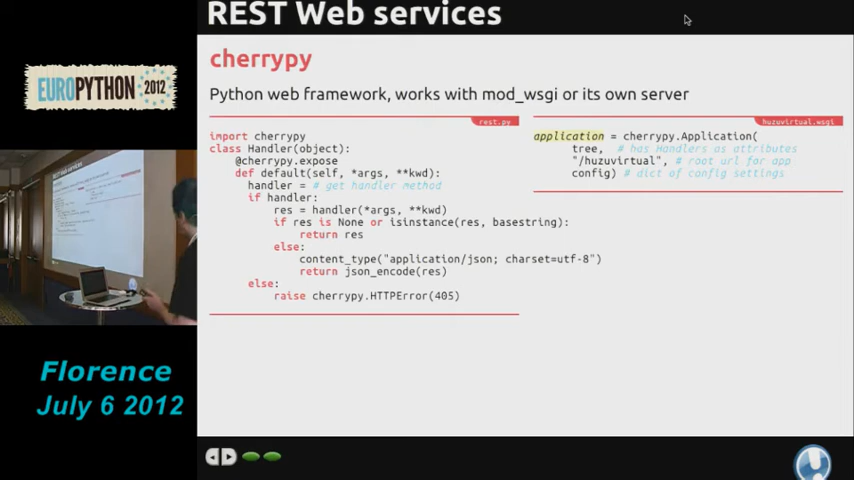 REST Web services
EUROPYTHON 2012
cherrypy
Python web framework, works with mod_wsgi or its own server
rest.py
import cherrypy
class Handler(object):
@cherrypy.expose
def default(self, *args, **kwd):
handler = # get handler method
if handler:
res = handler(*args, **kwd)
if res is None or isinstance(res, basestring):
return res
else:
content_type("application/json; charset=utf-8")
return json_encode(res)
else:
raise cherrypy.HTTPError(405)
huzuvirtual.wsgi
application = cherrypy.Application(
tree, # has Handlers as attributes
"/huzuvirtual", # root url for app
config) # dict of config settings
REST Web services
Florence
July 6 2012